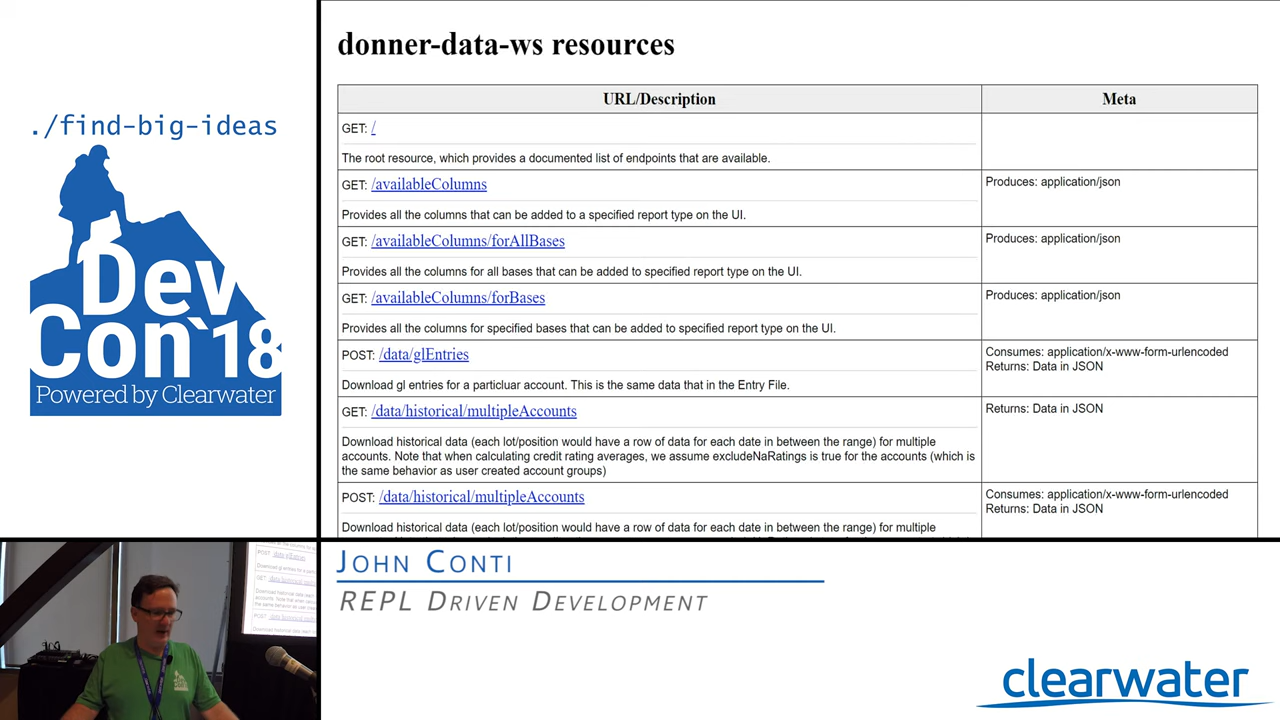 ./find-big-ideas
Dev
Con`18
Powered by Clearwater
donner-data-ws resources
URL/Description Meta
GET: /
The root resource, which provides a documented list of endpoints that are available.
GET: /availableColumns Produces: application/json
Provides all the columns that can be added to a specified report type on the UI.
GET: /availableColumns/forAllBases Produces: application/json
Provides all the columns for all bases that can be added to specified report type on the UI.
GET: /availableColumns/forBases Produces: application/json
Provides all the columns for specified bases that can be added to specified report type on the UI.
POST: /data/glEntries Consumes: application/x-www-form-urlencoded
Returns: Data in JSON
Download gl entries for a particluar account. This is the same data that in the Entry File.
GET: /data/historical/multipleAccounts Returns: Data in JSON
Download historical data (each lot/position would have a row of data for each date in between the range) for multiple
accounts. Note that when calculating credit rating averages, we assume excludeNaRatings is true for the accounts (which is
the same behavior as user created account groups)
POST: /data/historical/multipleAccounts Consumes: application/x-www-form-urlencoded
Returns: Data in JSON
Download historical data (each lot/position would have a row of data for each date in between the range) for multiple
John Conti
REPL Driven Development
clearwater